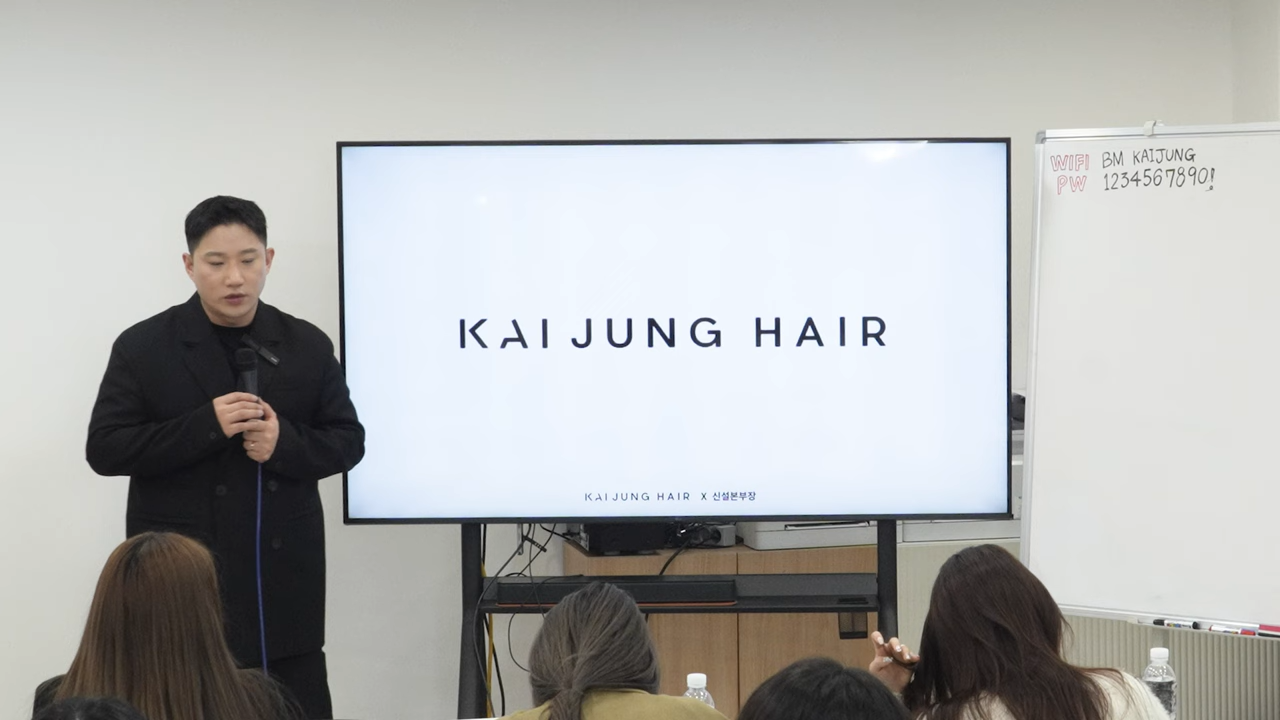 KAI JUNG HAIR
KAI JUNG HAIR X 신설본부장
WIFI BM KAIJUNG
PW 1234567890!